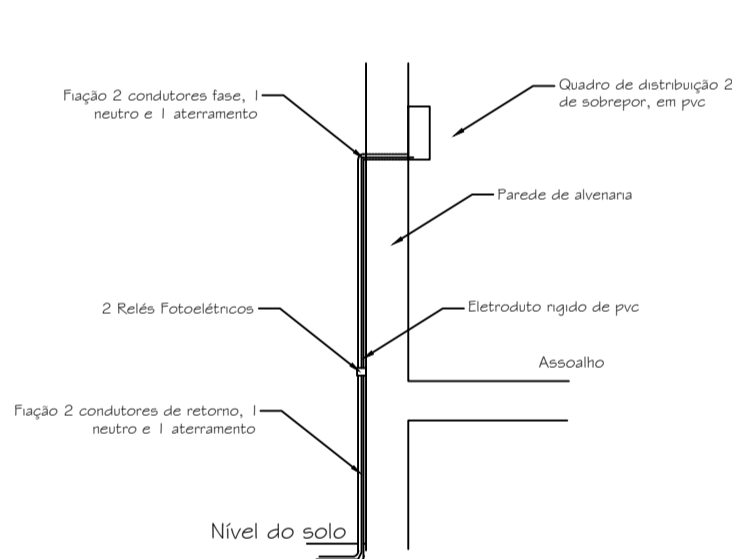 Fiação 2 condutores fase, 1
neutro e 1 aterramento
Quadro de distribuição 2
de sobrepor, em pvc
Parede de alvenaria
2 Relés Fotoelétricos
Eletroduto rigido de pvc
Assoalho
Fiação 2 condutores de retorno, 1
neutro e 1 aterramento
Nível do solo